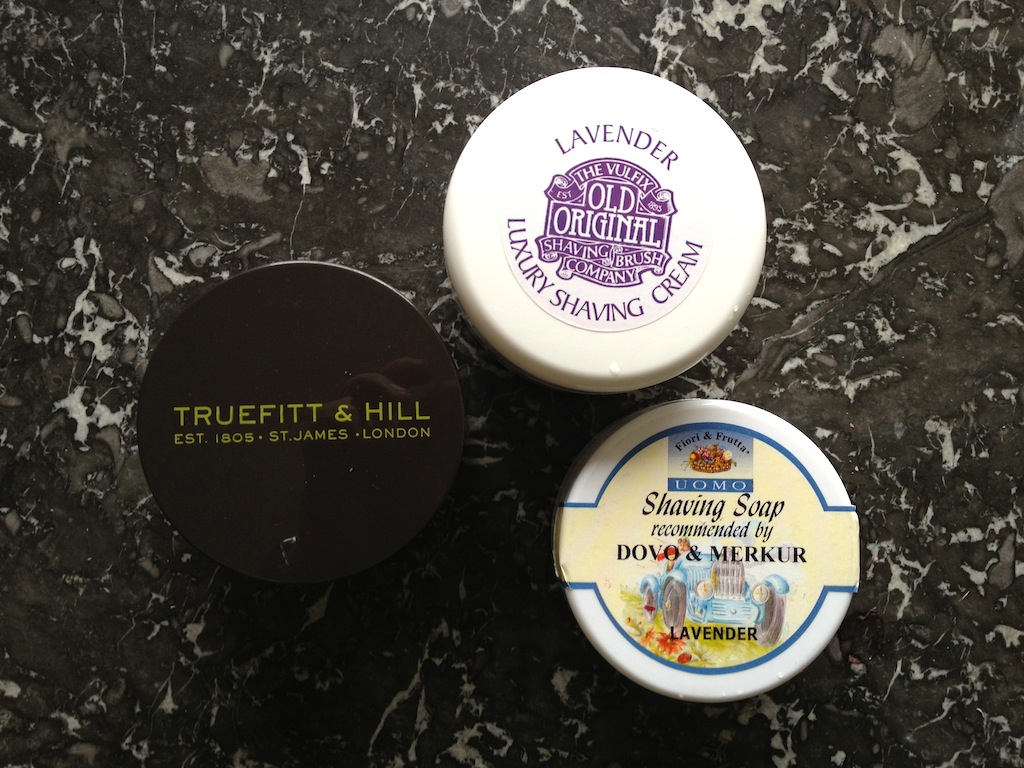 LAVENDER
THE VULFIX
EST 1893
OLD
ORIGINAL
SHAVING BRUSH
COMPANY
LUXURY SHAVING CREAM
TRUEFITT & HILL
EST. 1805 • ST. JAMES • LONDON
Fiori & Frutta
UOMO
Shaving Soap
recommended by
DOVO & MERKUR
LAVENDER